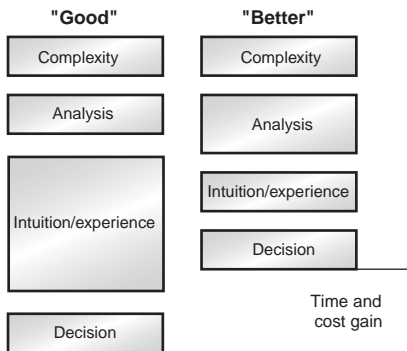 "Good"
Complexity
Analysis
Intuition/experience
Decision
"Better"
Complexity
Analysis
Intuition/experience
Decision
Time and
cost gain